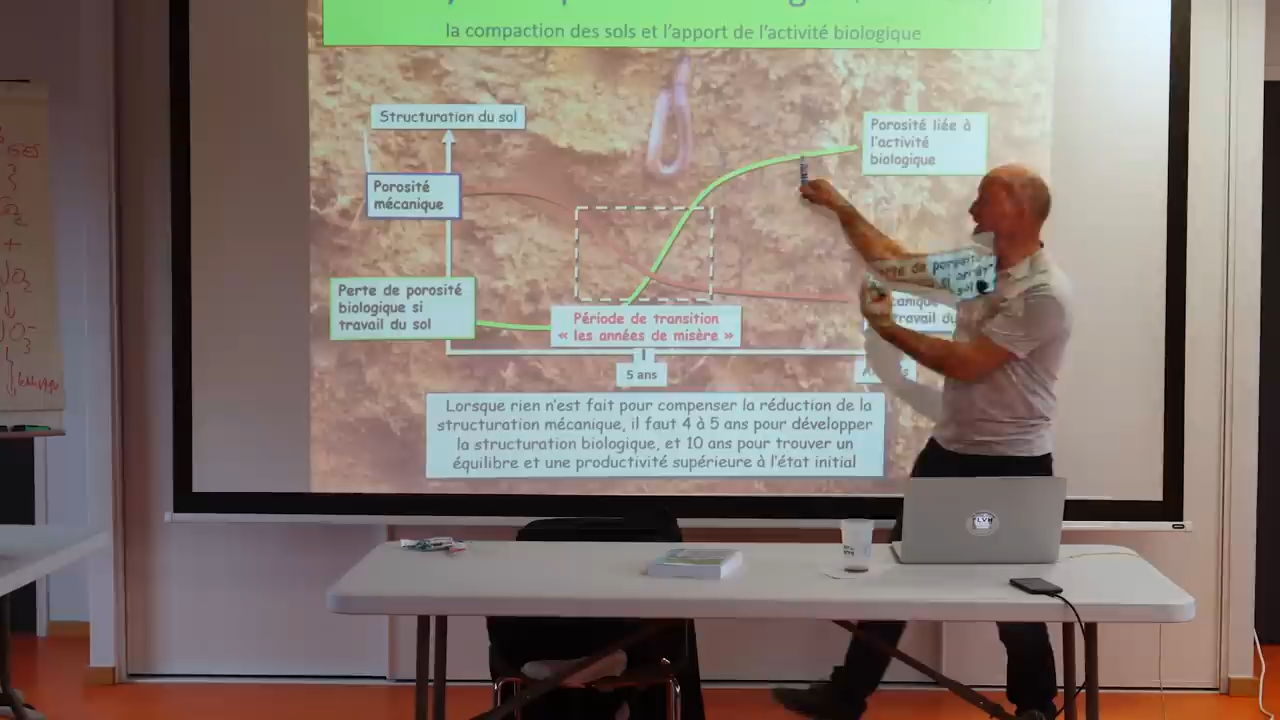 la compaction des sols et l'apport de l'activité biologique
Structuration du sol
Porosité liée à
l'activité
biologique
Porosité
mécanique
Perte de porosité
biologique si
travail du sol
Période de transition
« les années de misère »
5 ans
Lorsque rien n'est fait pour compenser la réduction de la
structuration mécanique, il faut 4 à 5 ans pour développer
la structuration biologique, et 10 ans pour trouver un
équilibre et une productivité supérieure à l'état initial